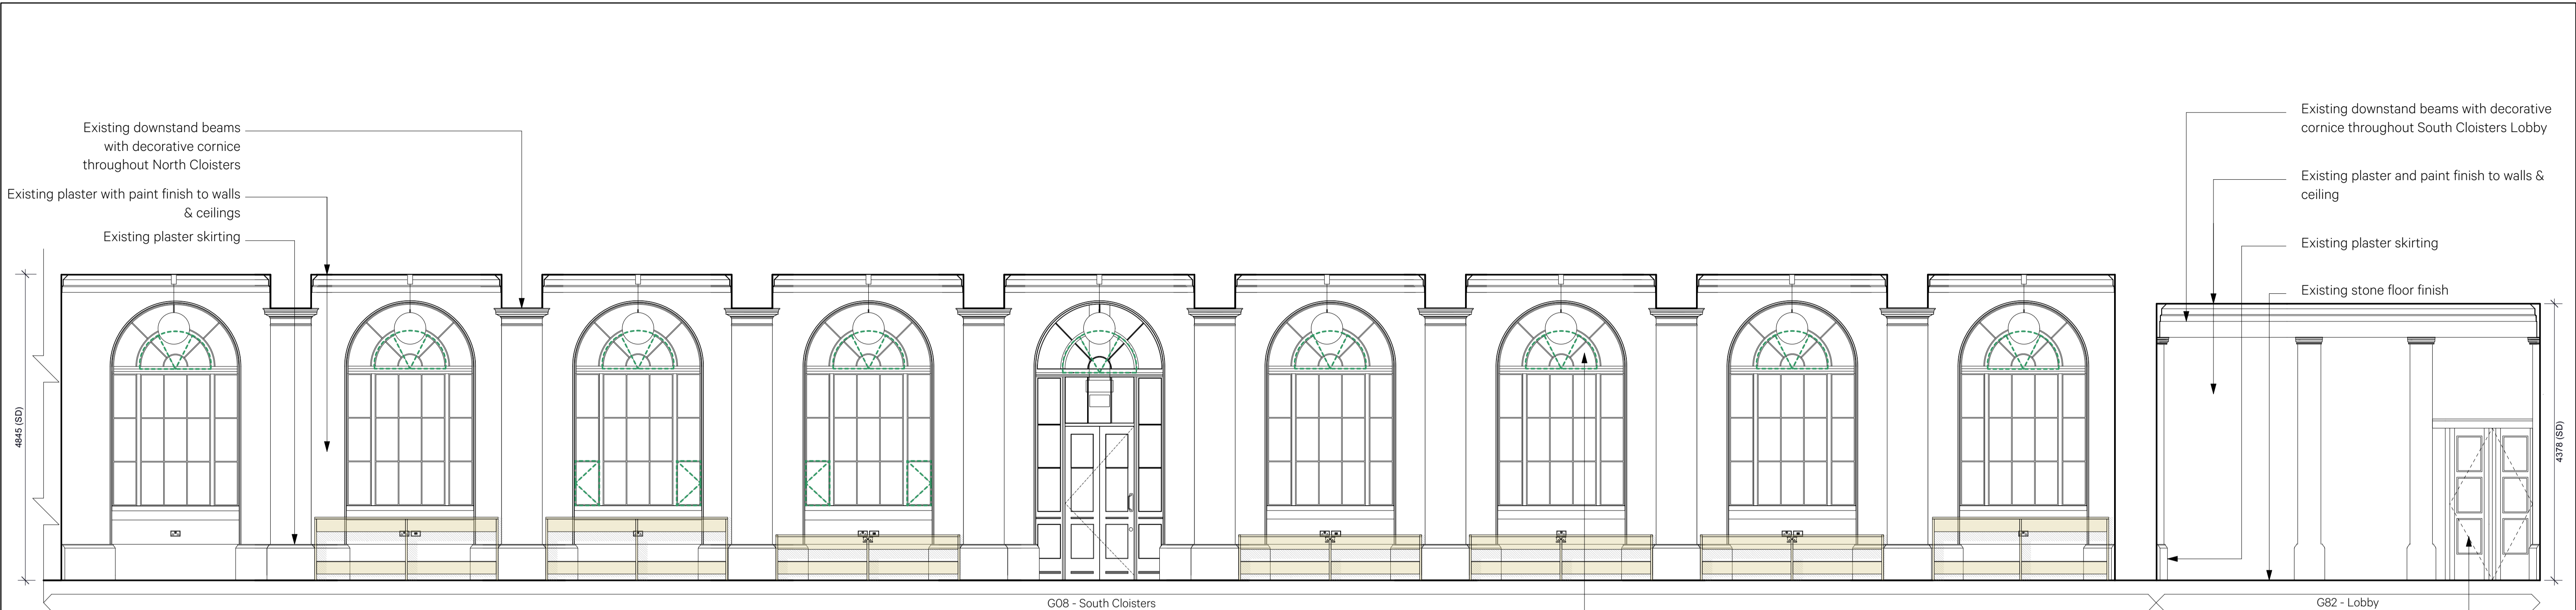 Existing downstand beams
with decorative cornice
throughout North Cloisters
Existing plaster with paint finish to walls
& ceilings
Existing plaster skirting
Existing downstand beams with decorative
cornice throughout South Cloisters Lobby
Existing plaster and paint finish to walls &
ceiling
Existing plaster skirting
Existing stone floor finish
4845 (SD)
4378 (SD)
G08 - South Cloisters
G82 - Lobby